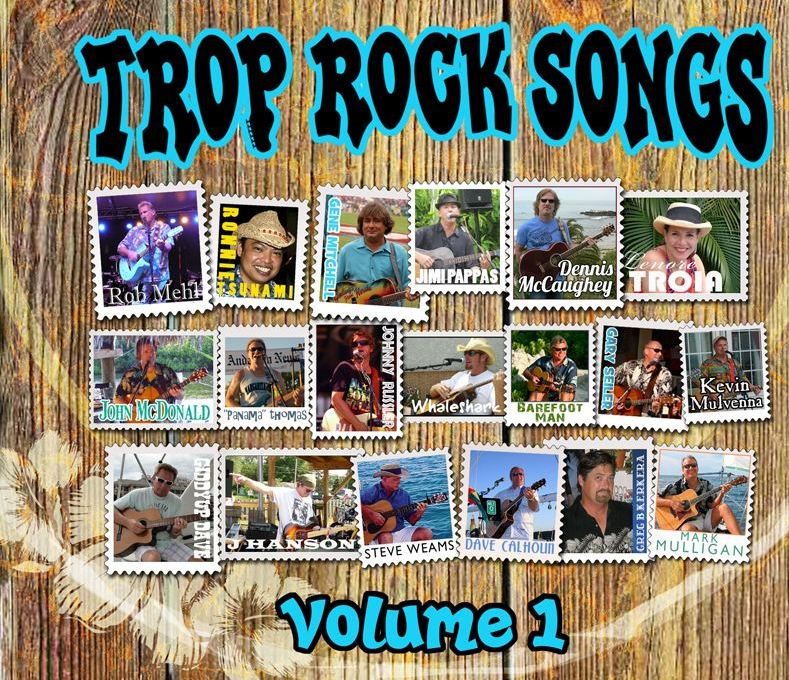 TROP ROCK SONGS
Rob Mehl
RONNIE
TSUNAMI
GENE MITCHELL
JIMI PAPPAS
Dennis
McCaughey
Lenore
TROIA
JOHN MCDONALD
"PANAMA" THOMAS
JOHNNY RUSSLER
Whaleshark
BAREFOOT
MAN
GARY SEILER
Kevin
Mulvenna
DAVE
J HANSON
STEVE WEAMS
DAVE CALHOUN
GREG B KERKERA
MARK
MULLIGAN
Volume 1